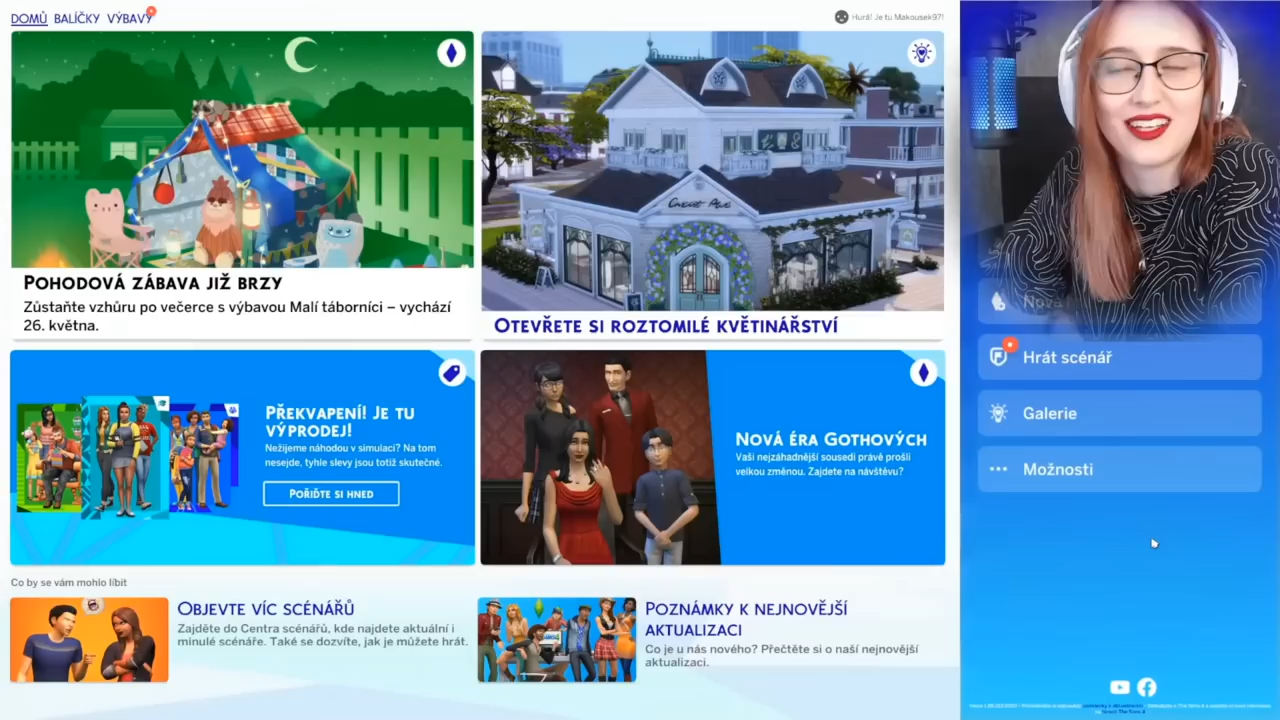 DOMŮ BALÍČKY VÝBAVY
Hurá! Je tu Makousek97!
POHODOVÁ ZÁBAVA JIŽ BRZY
Zůstaňte vzhůru po večerce s výbavou Malí táborníci – vychází
26. května.
OTEVŘETE SI ROZTOMILÉ KVĚTINÁŘSTVÍ
PŘEKVAPENÍ! JE TU
VÝPRODEJ!
Nežijeme náhodou v simulaci? Na tom
nesejde, tyhle slevy jsou totiž skutečné.
POŘIĎTE SI HNED
NOVÁ ÉRA GOTHOVÝCH
Vaši nejzáhadnější sousedi právě prošli
velkou změnou. Zajdete na návštěvu?
Co by se vám mohlo líbit
OBJEVTE VÍC SCÉNÁŘŮ
Zajděte do Centra scénářů, kde najdete aktuální i
minulé scénáře. Také se dozvíte, jak je můžete hrát.
POZNÁMKY K NEJNOVĚJŠÍ
AKTUALIZACI
Co je u nás nového? Přečtěte si o naší nejnovější
aktualizaci.
Nová
Hrát scénář
Galerie
Možnosti